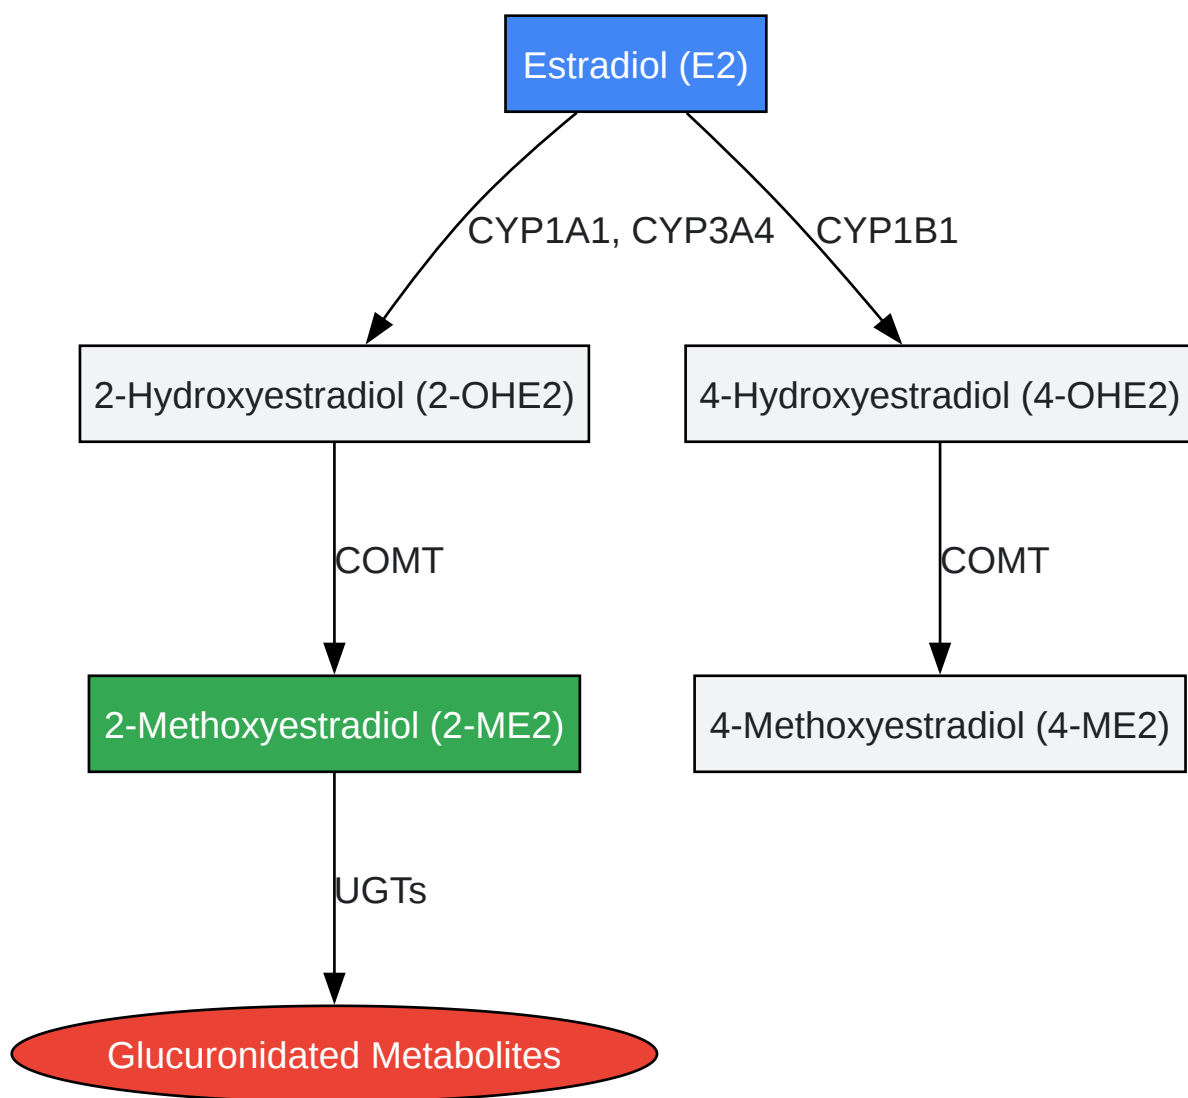 Estradiol (E2)
CYP1A1, CYP3A4
CYP1B1
2-Hydroxyestradiol (2-OHE2)
4-Hydroxyestradiol (4-OHE2)
COMT
COMT
2-Methoxyestradiol (2-ME2)
4-Methoxyestradiol (4-ME2)
UGTs
Glucuronidated Metabolites